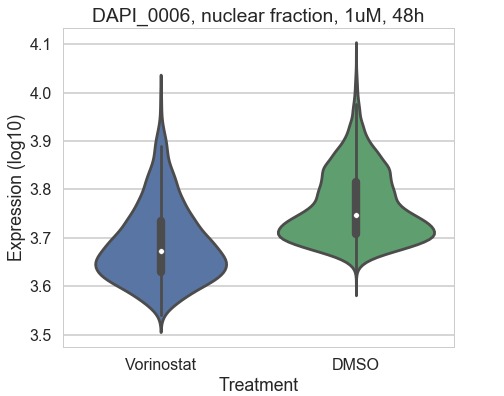 DAPI_0006, nuclear fraction, 1uM, 48h
Expression (log10)
4.1
4.0
3.9
3.8
3.7
3.6
3.5
Vorinostat DMSO
Treatment